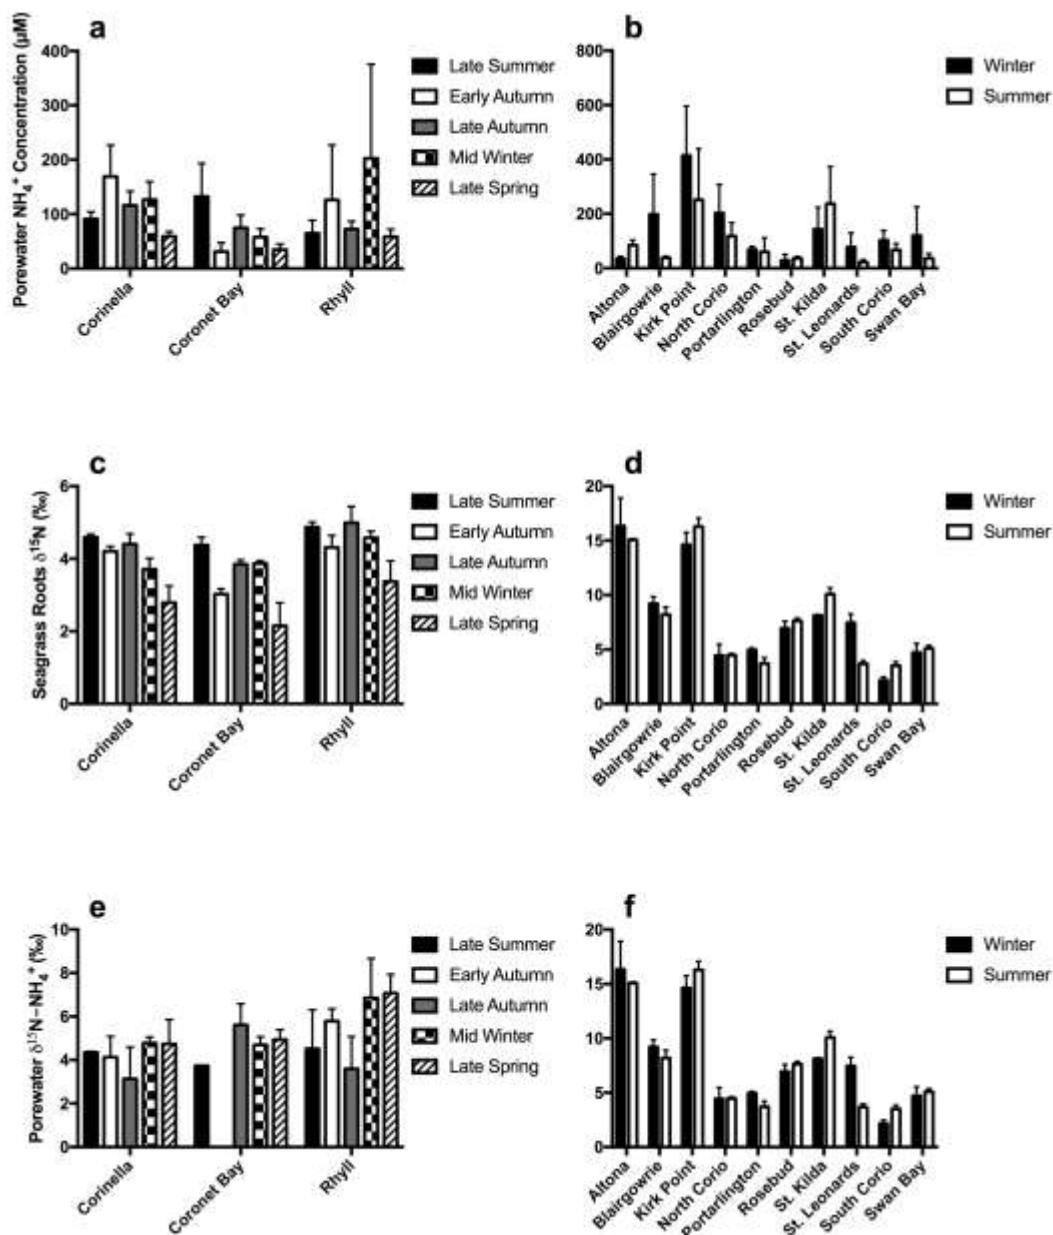 a
Porewater NH₄⁺ Concentration (µM)
400
300
200
100
0
Corinella
Coronet Bay
Rhyll
Late Summer
Early Autumn
Late Autumn
Mid Winter
Late Spring
b
800
600
400
200
0
Altona
Blairgowrie
Kirk Point
North Corio
Portarlington
Rosebud
St. Kilda
St. Leonards
South Corio
Swan Bay
Winter
Summer
c
Seagrass Roots δ¹⁵N (‰)
6
4
2
0
Corinella
Coronet Bay
Rhyll
Late Summer
Early Autumn
Late Autumn
Mid Winter
Late Spring
d
20
15
10
5
0
Altona
Blairgowrie
Kirk Point
North Corio
Portarlington
Rosebud
St. Kilda
St. Leonards
South Corio
Swan Bay
Winter
Summer
e
Porewater δ¹⁵N–NH₄⁺ (‰)
10
8
6
4
2
0
Corinella
Coronet Bay
Rhyll
Late Summer
Early Autumn
Late Autumn
Mid Winter
Late Spring
f
20
15
10
5
0
Altona
Blairgowrie
Kirk Point
North Corio
Portarlington
Rosebud
St. Kilda
St. Leonards
South Corio
Swan Bay
Winter
Summer